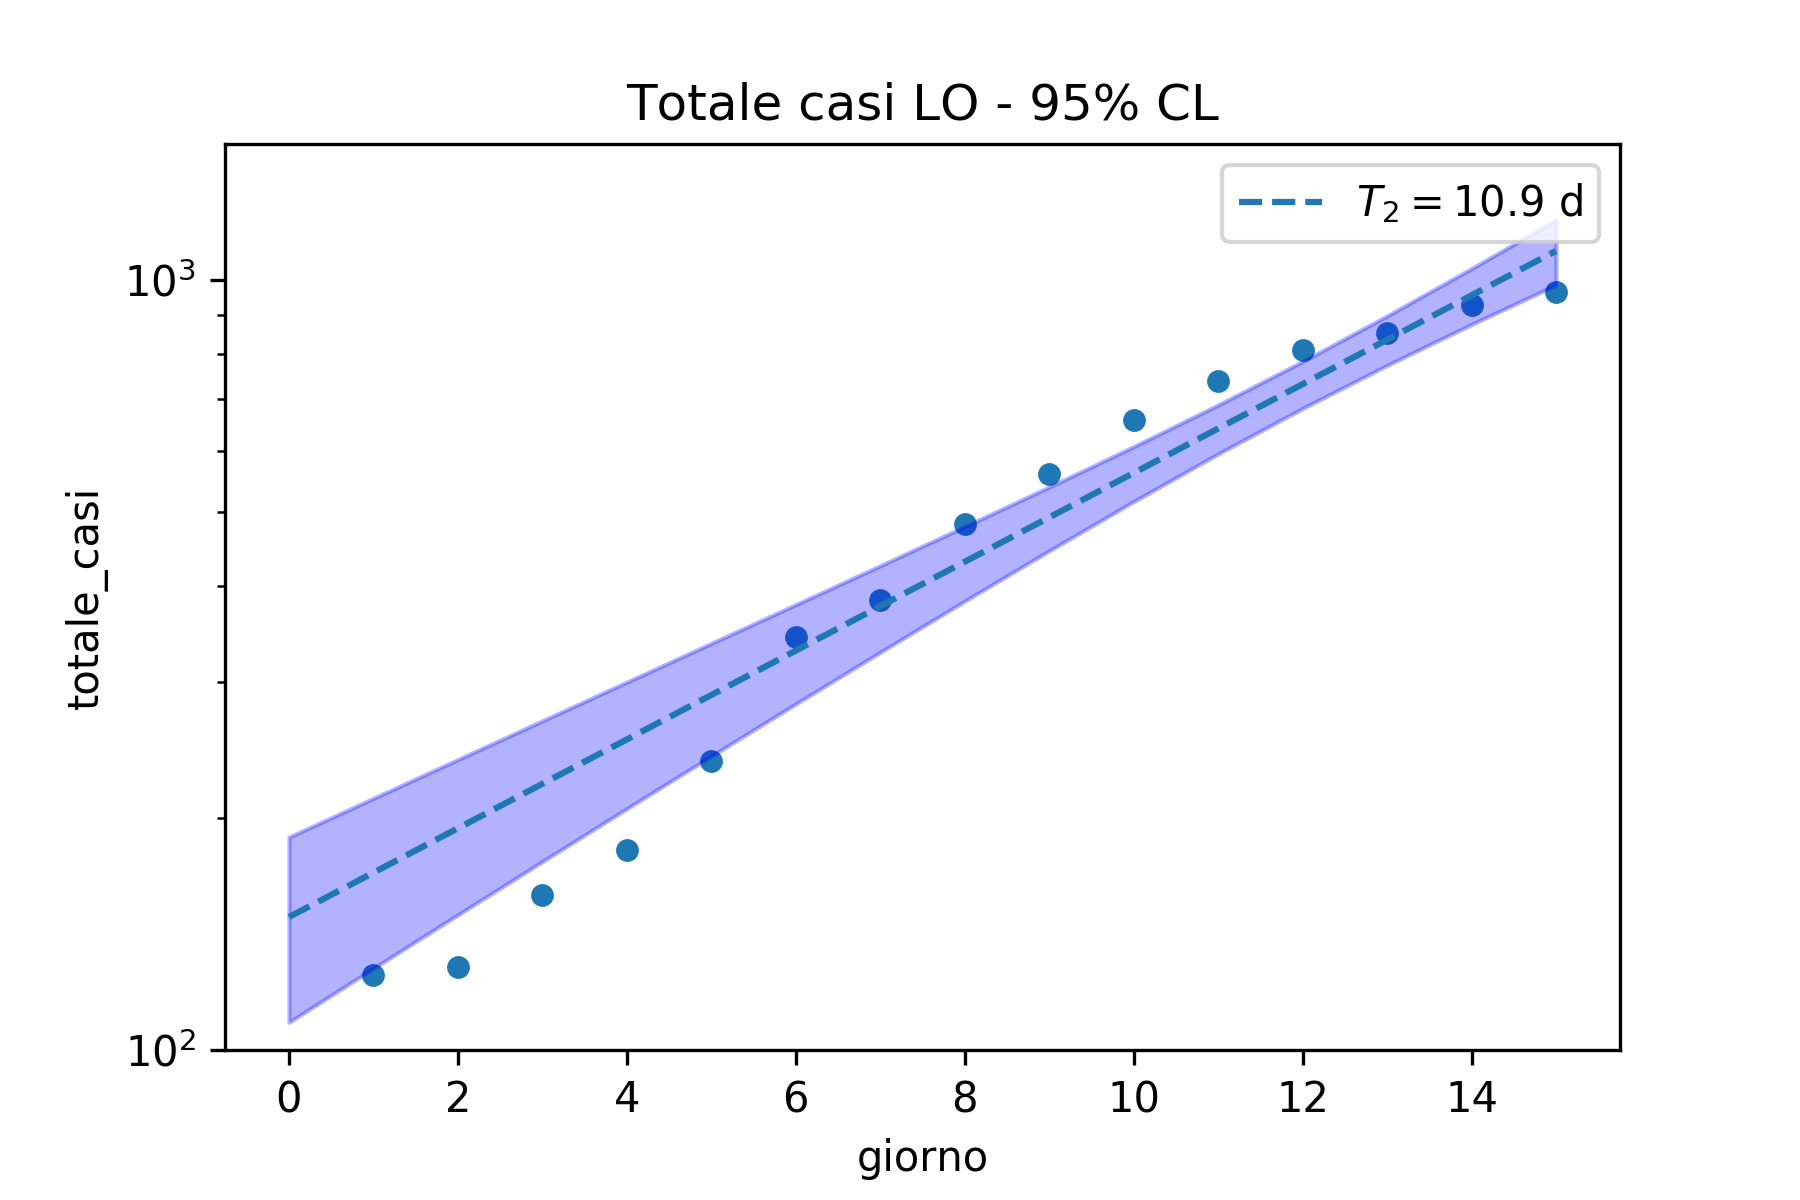 Totale casi LO - 95% CL
T₂ = 10.9 d
10³
10²
totale_casi
0 2 4 6 8 10 12 14
giorno